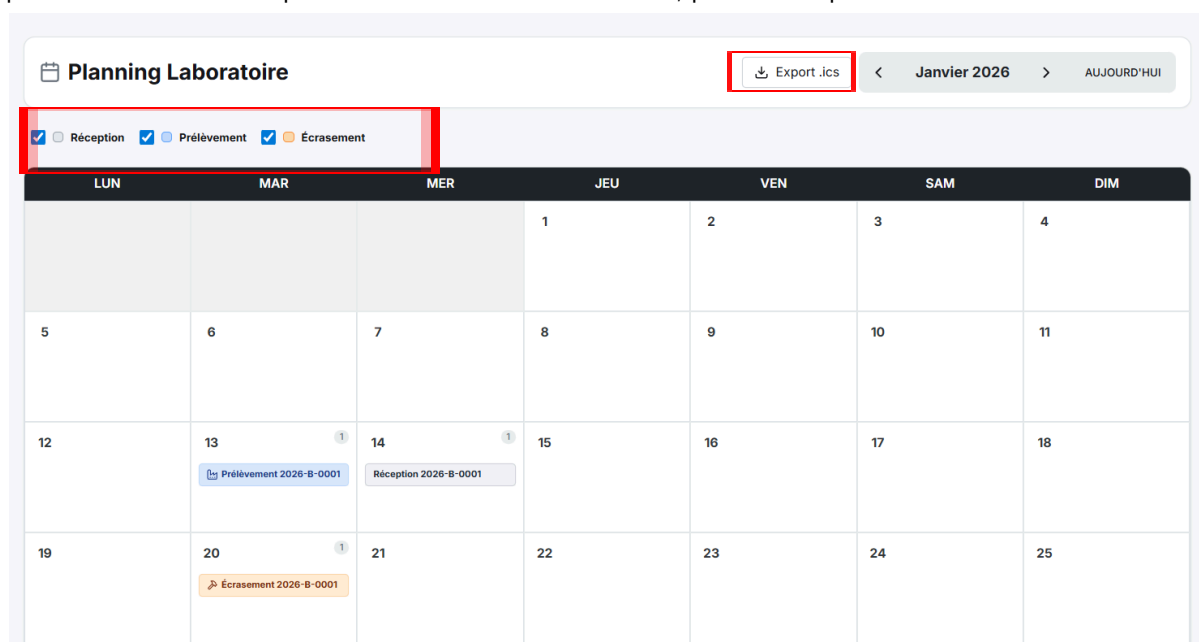 Planning Laboratoire
Export .ics
Janvier 2026
AUJOURD'HUI
Réception Prélèvement Écrasement
LUN MAR MER JEU VEN SAM DIM
1 2 3 4
5 6 7 8 9 10 11
12 13 1 14 1 15 16 17 18
Prélèvement 2026-B-0001 Réception 2026-B-0001
19 20 1 21 22 23 24 25
Écrasement 2026-B-0001